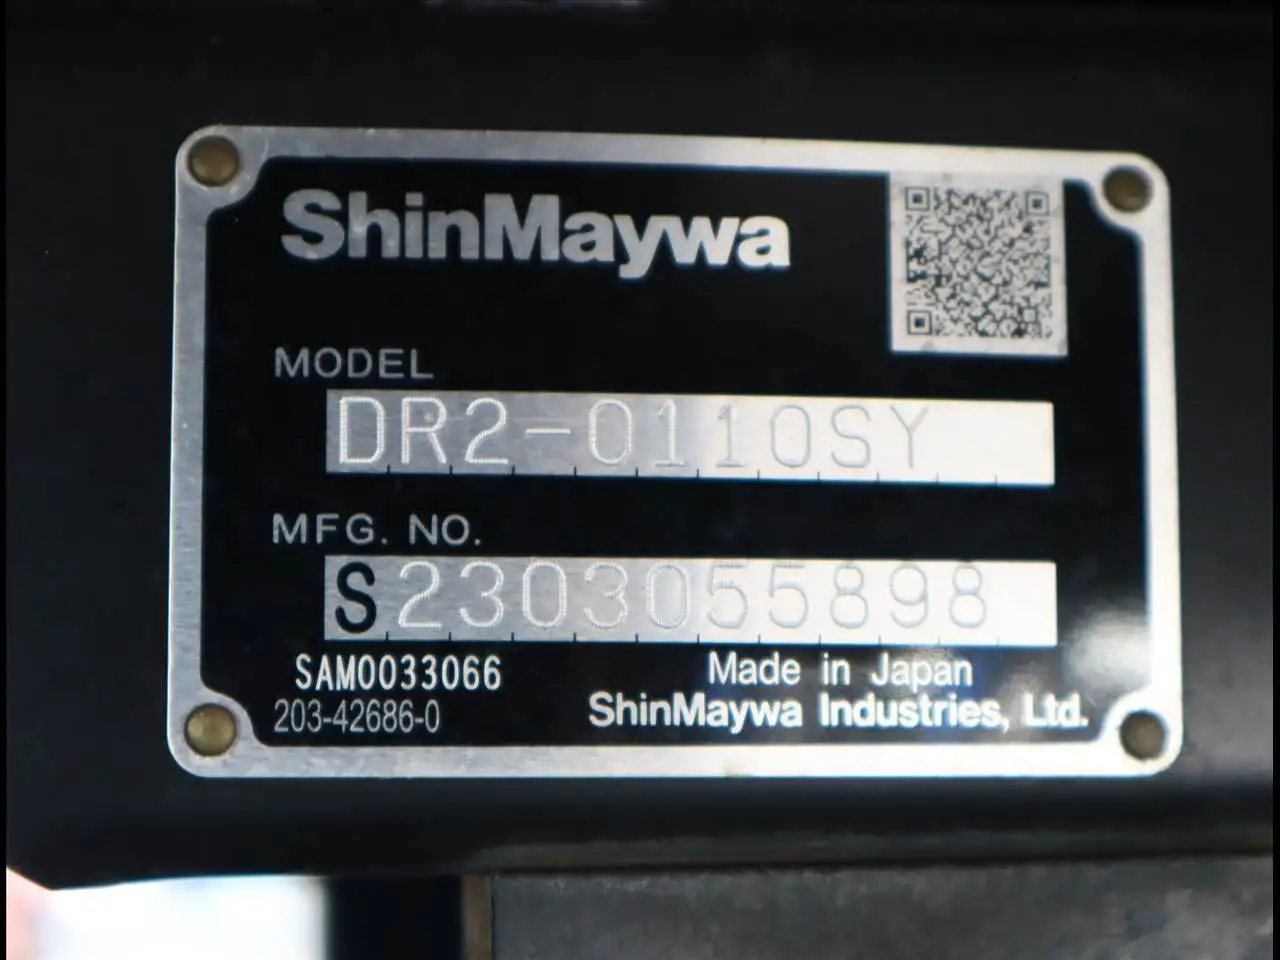 ShinMaywa
MODEL
DR2-0110SY
MFG. NO.
S2303055898
SAM0033066
Made in Japan
203-42686-0
ShinMaywa Industries, Ltd.